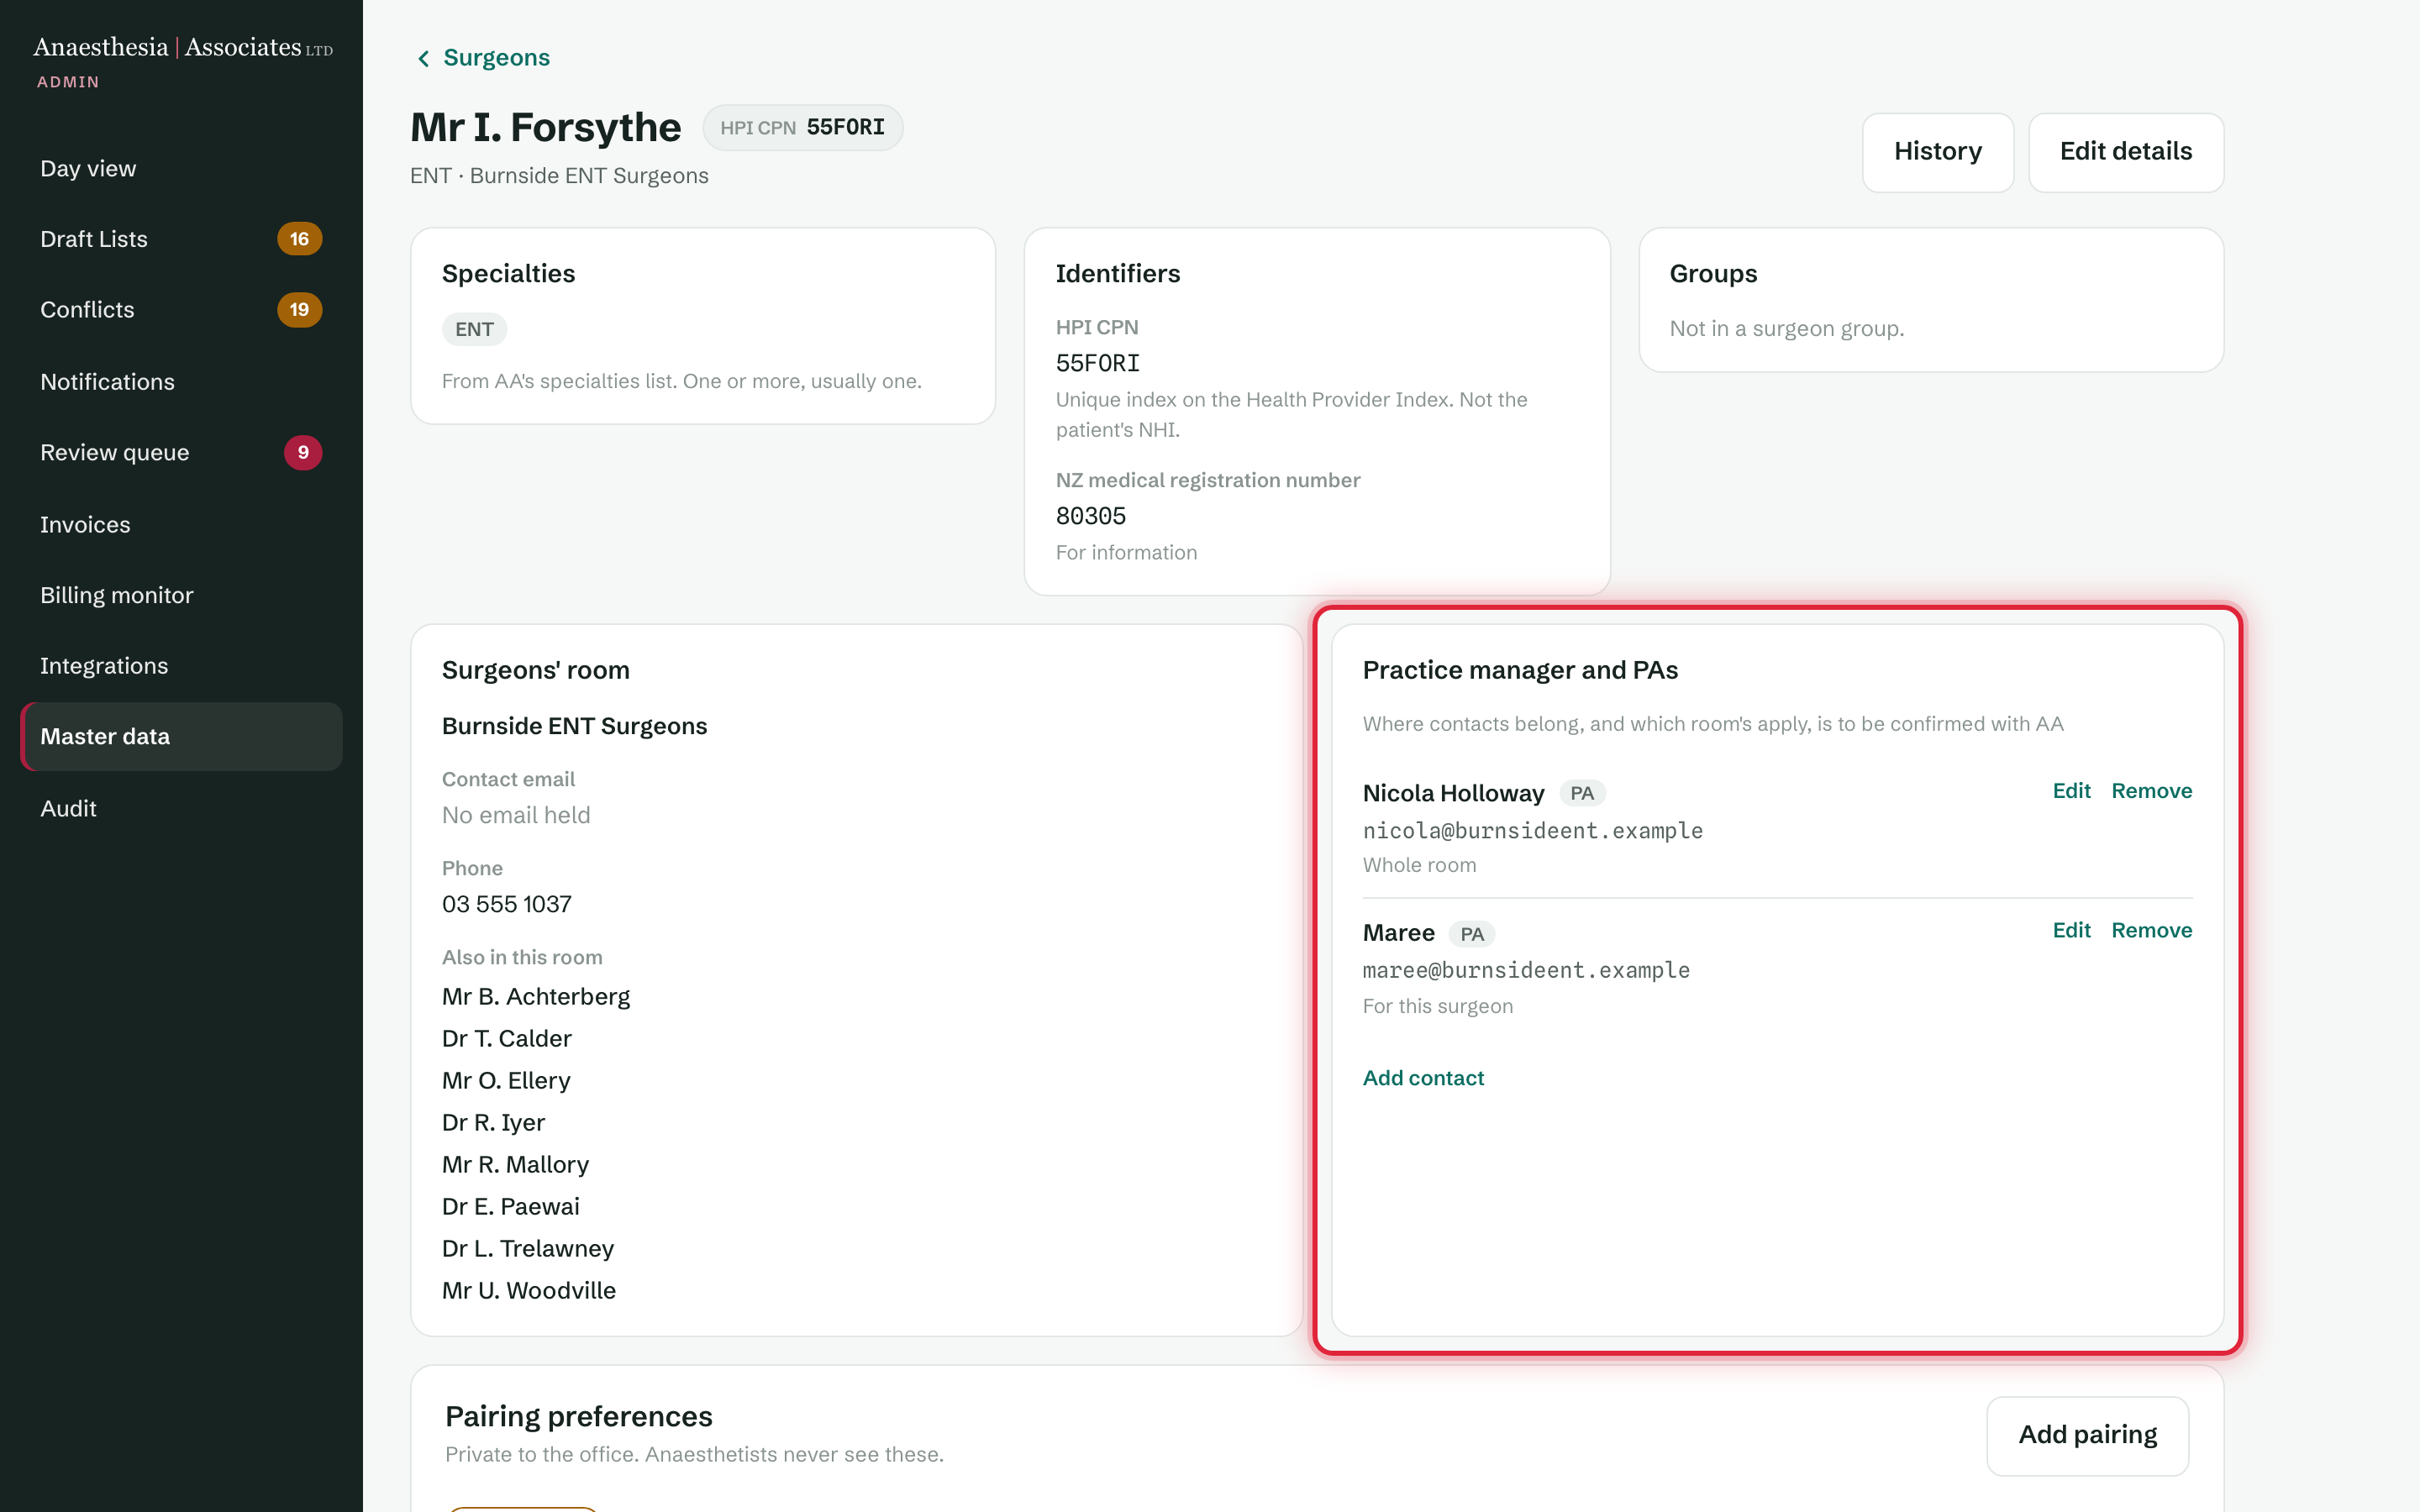 Anaesthesia | Associates LTD
ADMIN
Day view
Draft Lists 16
Conflicts 19
Notifications
Review queue 9
Invoices
Billing monitor
Integrations
Master data
Audit
Surgeons
Mr I. Forsythe HPI CPN 55FORI
ENT · Burnside ENT Surgeons
History
Edit details
Specialties
ENT
From AA's specialties list. One or more, usually one.
Identifiers
HPI CPN
55FORI
Unique index on the Health Provider Index. Not the
patient's NHI.
NZ medical registration number
80305
For information
Groups
Not in a surgeon group.
Surgeons' room
Burnside ENT Surgeons
Contact email
No email held
Phone
03 555 1037
Also in this room
Mr B. Achterberg
Dr T. Calder
Mr O. Ellery
Dr R. Iyer
Mr R. Mallory
Dr E. Paewai
Dr L. Trelawney
Mr U. Woodville
Practice manager and PAs
Where contacts belong, and which room's apply, is to be confirmed with AA
Nicola Holloway PA Edit Remove
nicola@burnsideent.example
Whole room
Maree PA Edit Remove
maree@burnsideent.example
For this surgeon
Add contact
Pairing preferences
Private to the office. Anaesthetists never see these.
Add pairing